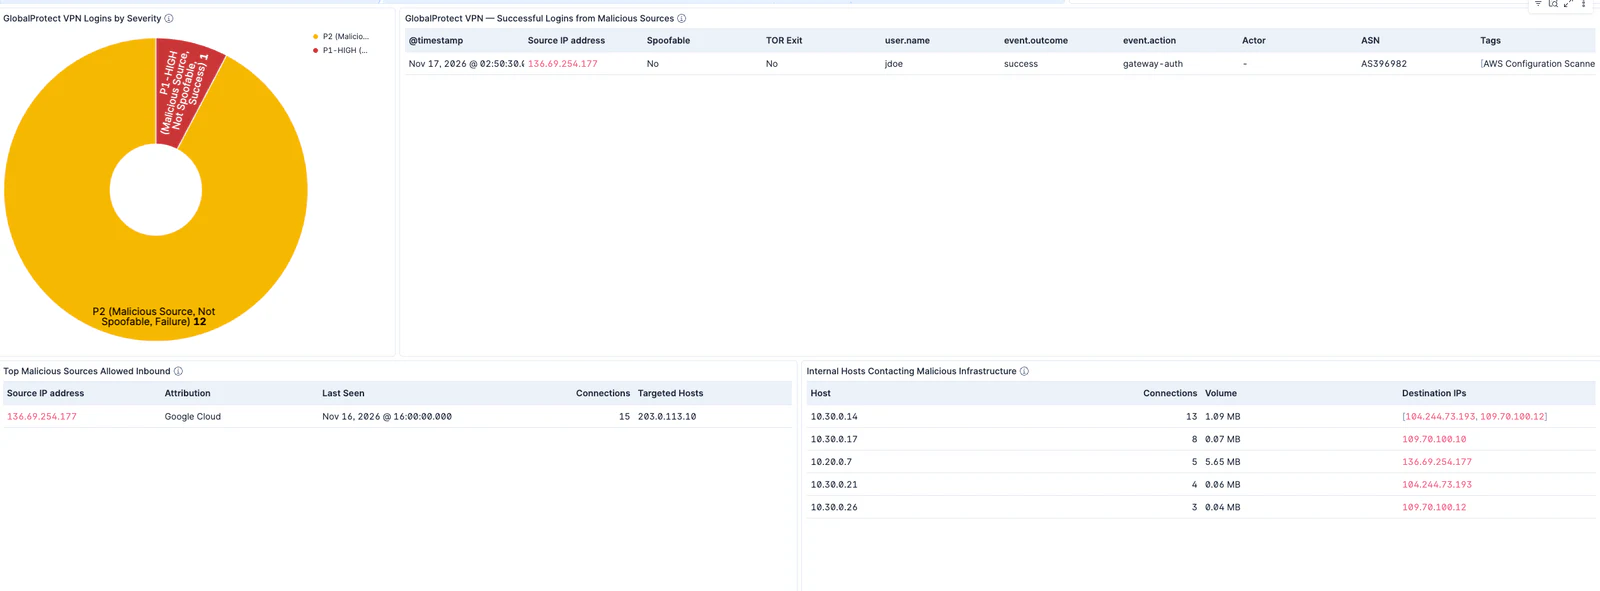 GlobalProtect VPN Logins by Severity
P2 (Malicio...
P1-HIGH (...
P1-HIGH
(Malicious Source,
Not Spoofable,
Success) 1
P2 (Malicious Source, Not
Spoofable, Failure) 12
GlobalProtect VPN — Successful Logins from Malicious Sources
@timestamp Source IP address Spoofable TOR Exit user.name event.outcome event.action Actor ASN Tags
Nov 17, 2026 @ 02:50:30.0 136.69.254.177 No No jdoe success gateway-auth - AS396982 [AWS Configuration Scanne
Top Malicious Sources Allowed Inbound
Source IP address Attribution Last Seen Connections Targeted Hosts
136.69.254.177 Google Cloud Nov 16, 2026 @ 16:00:00.000 15 203.0.113.10
Internal Hosts Contacting Malicious Infrastructure
Host Connections Volume Destination IPs
10.30.0.14 13 1.09 MB [104.244.73.193, 109.70.100.12]
10.30.0.17 8 0.07 MB 109.70.100.10
10.20.0.7 5 5.65 MB 136.69.254.177
10.30.0.21 4 0.06 MB 104.244.73.193
10.30.0.26 3 0.04 MB 109.70.100.12